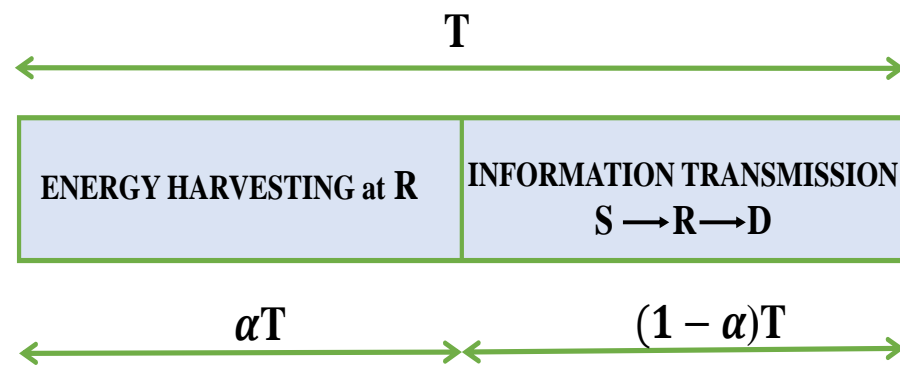 T
ENERGY HARVESTING at R
INFORMATION TRANSMISSION
S → R → D
αT
(1 − α)T